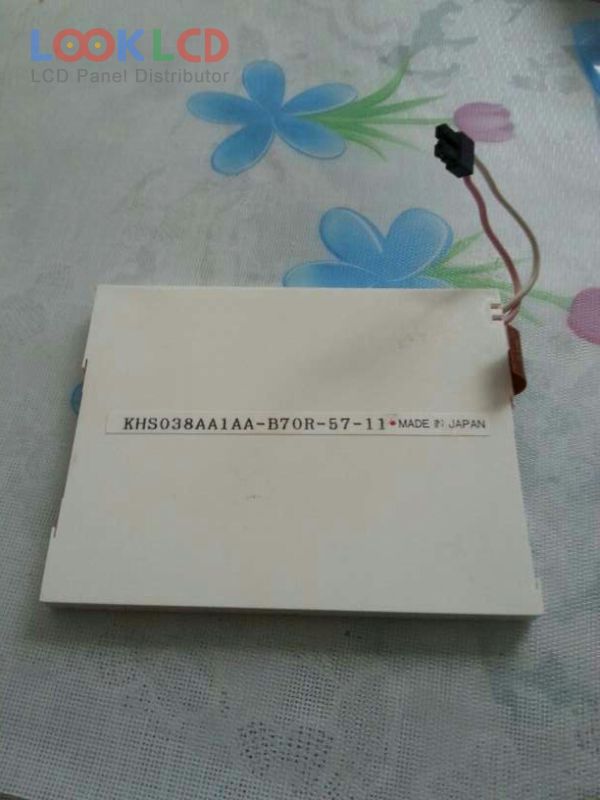 LOOKLCD
LCD Panel Distributor
KHS038AA1AA-B70R-57-11 MADE IN JAPAN